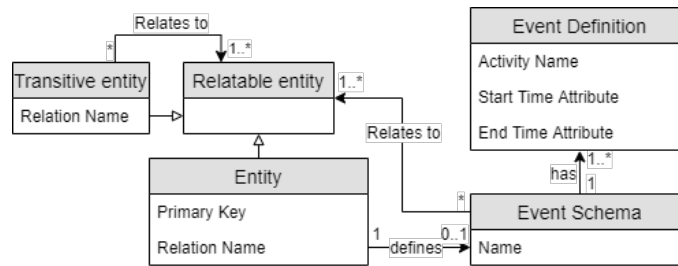 Relates to
Event Definition
*
1..*
Transitive entity
Relatable entity
Activity Name
1..*
Relation Name
Start Time Attribute
Relates to
End Time Attribute
1..*
has
Entity
1
*
Event Schema
Primary Key
1
0..1
Relation Name
defines
Name